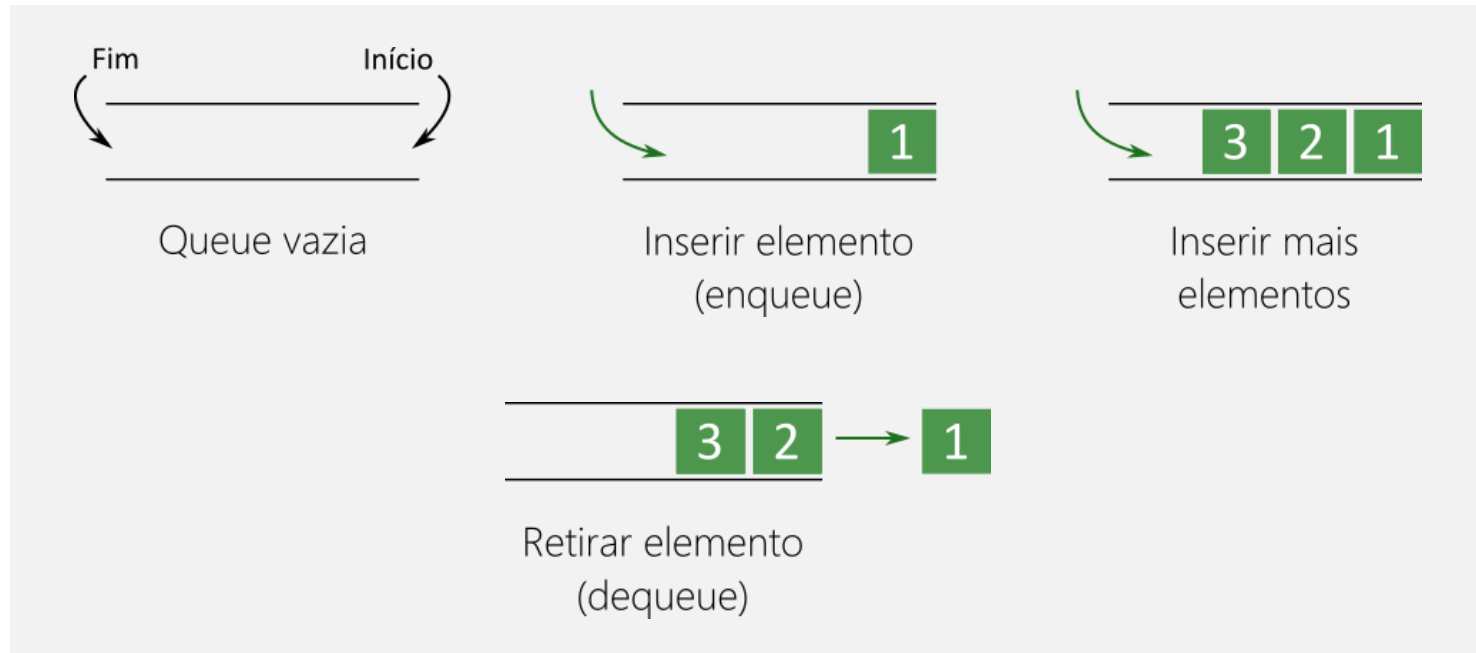 Fim
Início
1
3 2 1
Queue vazia
Inserir elemento
(enqueue)
Inserir mais
elementos
3 2
1
Retirar elemento
(dequeue)